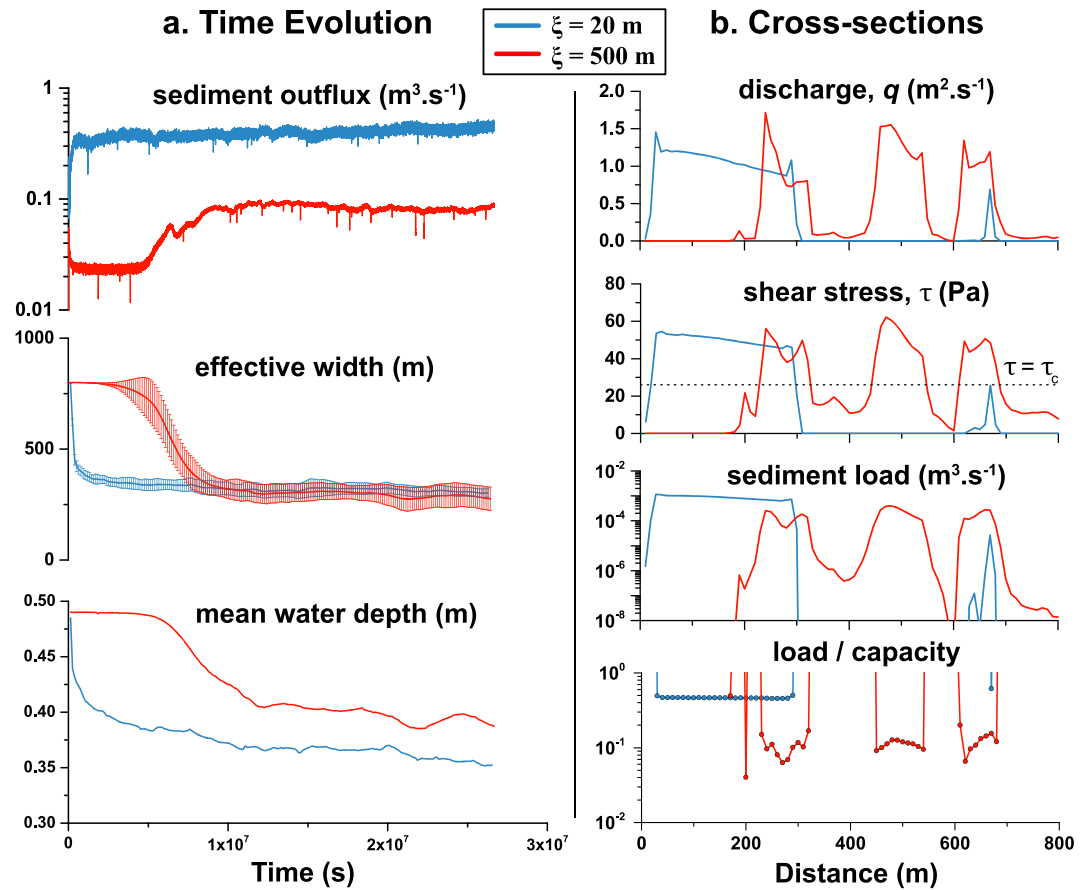 a. Time Evolution
ξ = 20 m
ξ = 500 m
b. Cross-sections
sediment outflux (m³.s⁻¹)
1
0.1
0.01
effective width (m)
1000
500
0
mean water depth (m)
0.50
0.45
0.40
0.35
0.30
0
1x10⁷
2x10⁷
3x10⁷
Time (s)
discharge, q (m².s⁻¹)
2.0
1.5
1.0
0.5
0.0
shear stress, τ (Pa)
80
60
40
20
0
τ = τc
sediment load (m³.s⁻¹)
10⁻²
10⁻⁴
10⁻⁶
10⁻⁸
load / capacity
10⁰
10⁻¹
10⁻²
0
200
400
600
800
Distance (m)